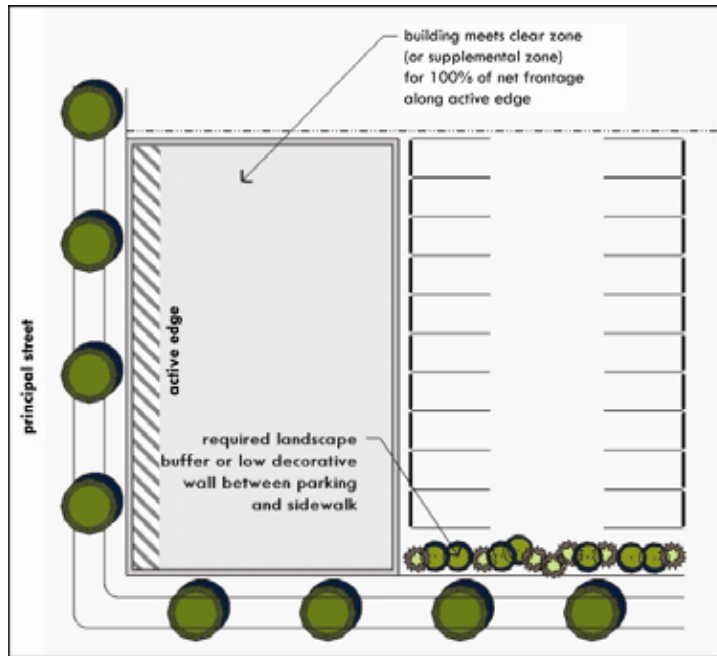 building meets clear zone
(or supplemental zone)
for 100% of net frontage
along active edge
principal street
active edge
required landscape
buffer or low decorative
wall between parking
and sidewalk